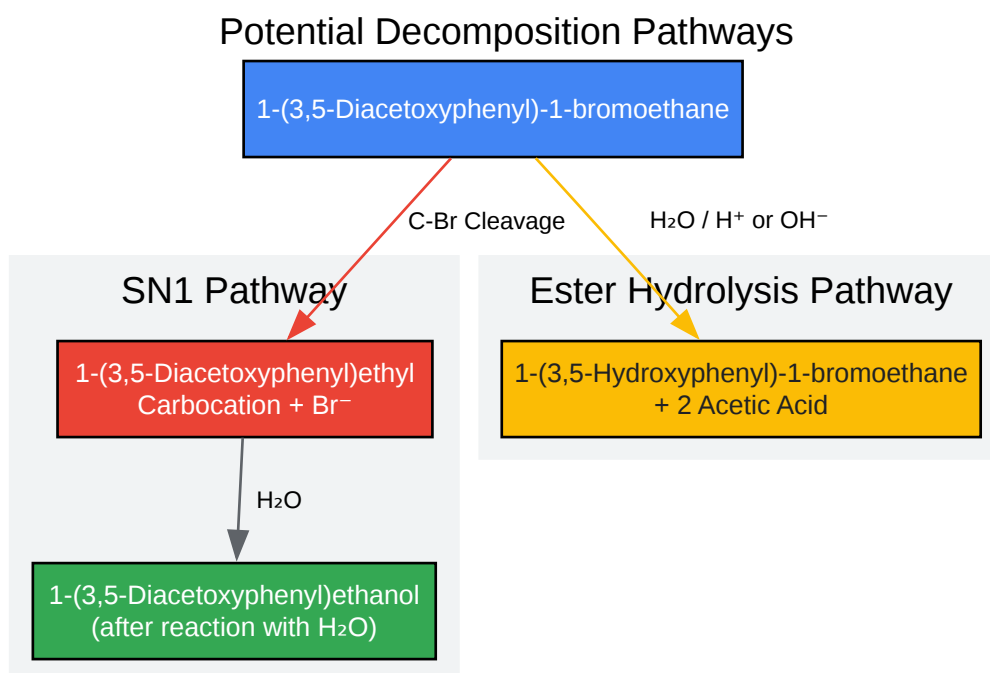 Potential Decomposition Pathways
1-(3,5-Diacetoxyphenyl)-1-bromoethane
C-Br Cleavage
H₂O / H⁺ or OH⁻
SN1 Pathway
Ester Hydrolysis Pathway
1-(3,5-Diacetoxyphenyl)ethyl
Carbocation + Br⁻
1-(3,5-Hydroxyphenyl)-1-bromoethane
+ 2 Acetic Acid
H₂O
1-(3,5-Diacetoxyphenyl)ethanol
(after reaction with H₂O)